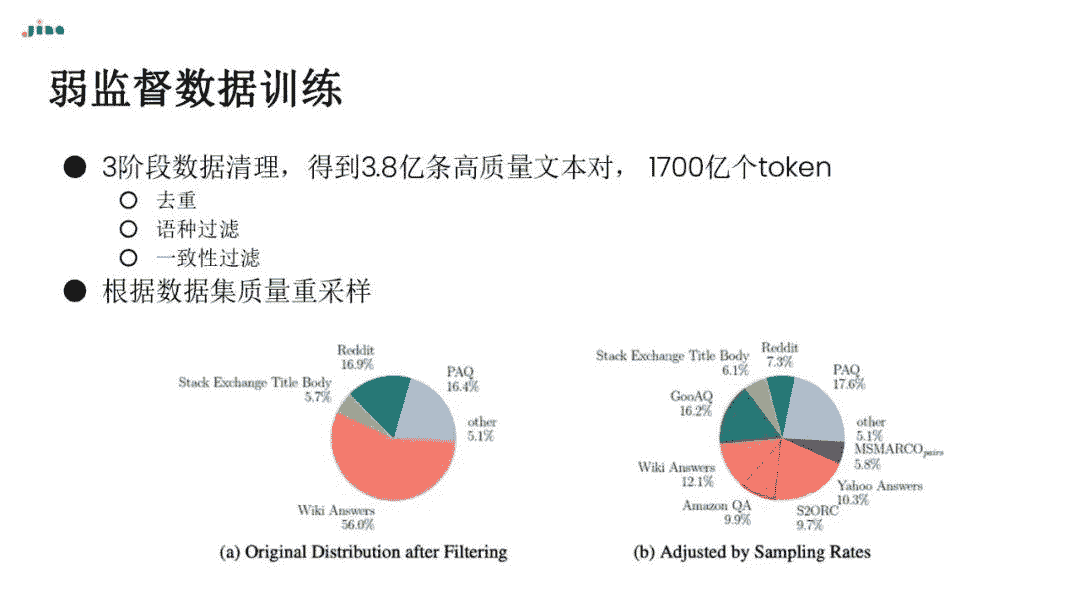 Jina
弱监督数据训练
3阶段数据清理，得到3.8亿条高质量文本对， 1700亿个token
去重
语种过滤
一致性过滤
根据数据集质量重采样
Reddit
16.9%
PAQ
16.4%
Stack Exchange Title Body
5.7%
other
5.1%
Wiki Answers
56.0%
(a) Original Distribution after Filtering
Reddit
7.3%
Stack Exchange Title Body
6.1%
PAQ
17.6%
GooAQ
16.2%
other
5.1%
MSMARCOpairs
5.8%
Wiki Answers
12.1%
Yahoo Answers
10.3%
Amazon QA
9.9%
S2ORC
9.7%
(b) Adjusted by Sampling Rates